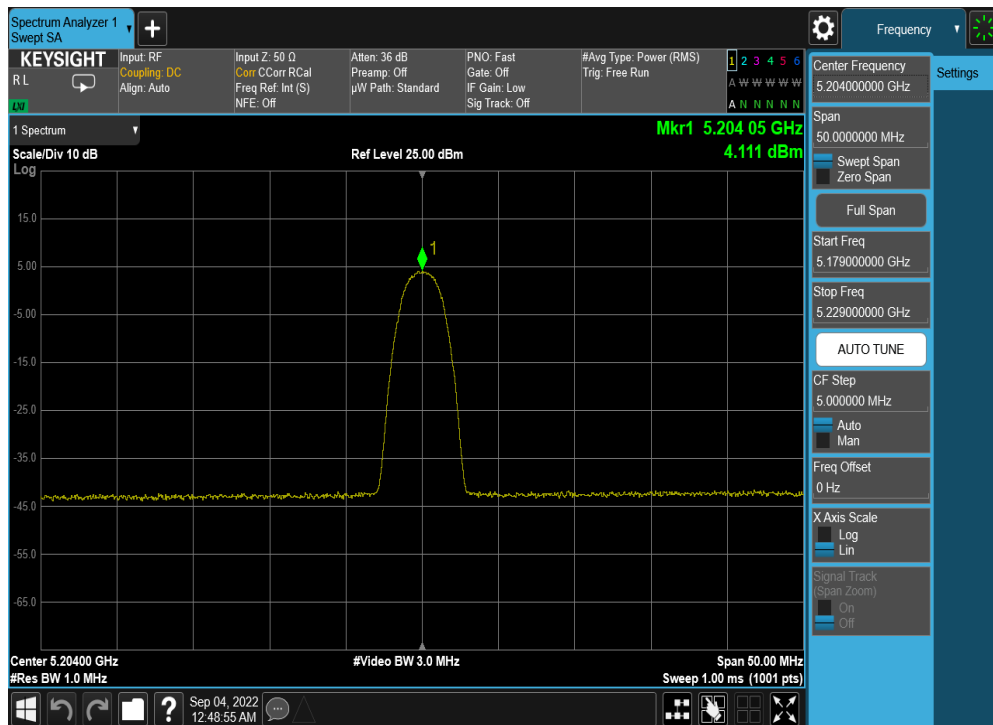 Spectrum Analyzer 1
Swept SA
+
Frequency
KEYSIGHT
R L
LXI
Input: RF
Coupling: DC
Align: Auto
Input Z: 50 Ω
Corr CCorr RCal
Freq Ref: Int (S)
NFE: Off
Atten: 36 dB
Preamp: Off
µW Path: Standard
PNO: Fast
Gate: Off
IF Gain: Low
Sig Track: Off
#Avg Type: Power (RMS)
Trig: Free Run
1 2 3 4 5 6
A W W W W W
A N N N N N
1 Spectrum
Scale/Div 10 dB
Log
Ref Level 25.00 dBm
Mkr1 5.204 05 GHz
4.111 dBm
1
15.0
5.00
-5.00
-15.0
-25.0
-35.0
-45.0
-55.0
-65.0
Center 5.20400 GHz
#Res BW 1.0 MHz
#Video BW 3.0 MHz
Span 50.00 MHz
Sweep 1.00 ms (1001 pts)
Center Frequency
5.204000000 GHz
Settings
Span
50.0000000 MHz
Swept Span
Zero Span
Full Span
Start Freq
5.179000000 GHz
Stop Freq
5.229000000 GHz
AUTO TUNE
CF Step
5.000000 MHz
Auto
Man
Freq Offset
0 Hz
X Axis Scale
Log
Lin
Signal Track
(Span Zoom)
On
Off
?
Sep 04, 2022
12:48:55 AM